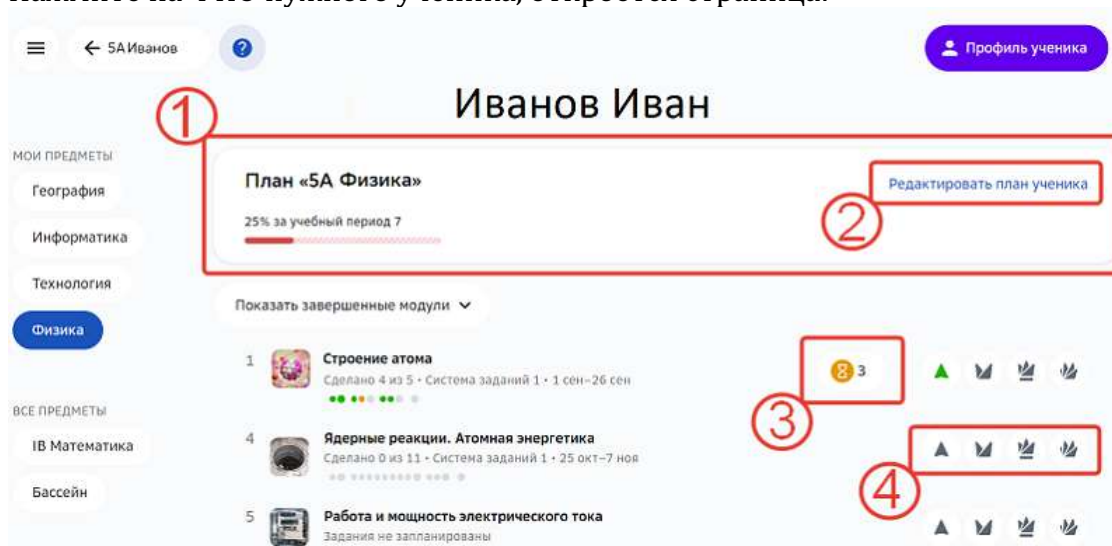 5А Иванов
?
Профиль ученика
Иванов Иван
1
МОИ ПРЕДМЕТЫ
География
Информатика
Технология
Физика
ВСЕ ПРЕДМЕТЫ
IB Математика
Бассейн
План «5А Физика»
25% за учебный период 7
Редактировать план ученика
2
Показать завершенные модули
1
Строение атома
Сделано 4 из 5 • Система заданий 1 • 1 сен–26 сен
3
3
4
Ядерные реакции. Атомная энергетика
Сделано 0 из 11 • Система заданий 1 • 25 окт–7 ноя
4
5
Работа и мощность электрического тока
Задания не запланированы